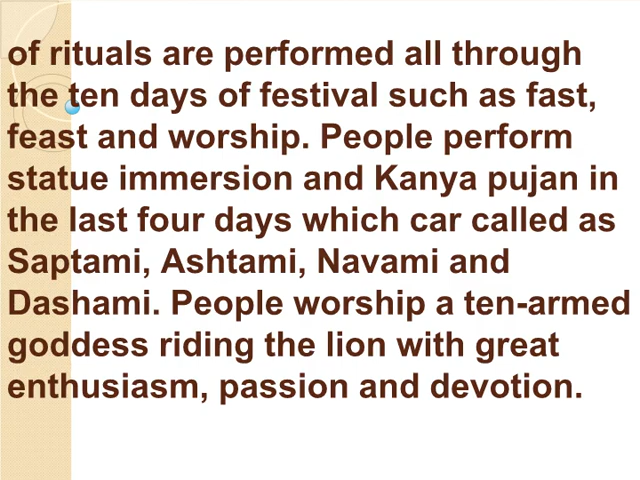 of rituals are performed all through
the ten days of festival such as fast,
feast and worship. People perform
statue immersion and Kanya pujan in
the last four days which car called as
Saptami, Ashtami, Navami and
Dashami. People worship a ten-armed
goddess riding the lion with great
enthusiasm, passion and devotion.